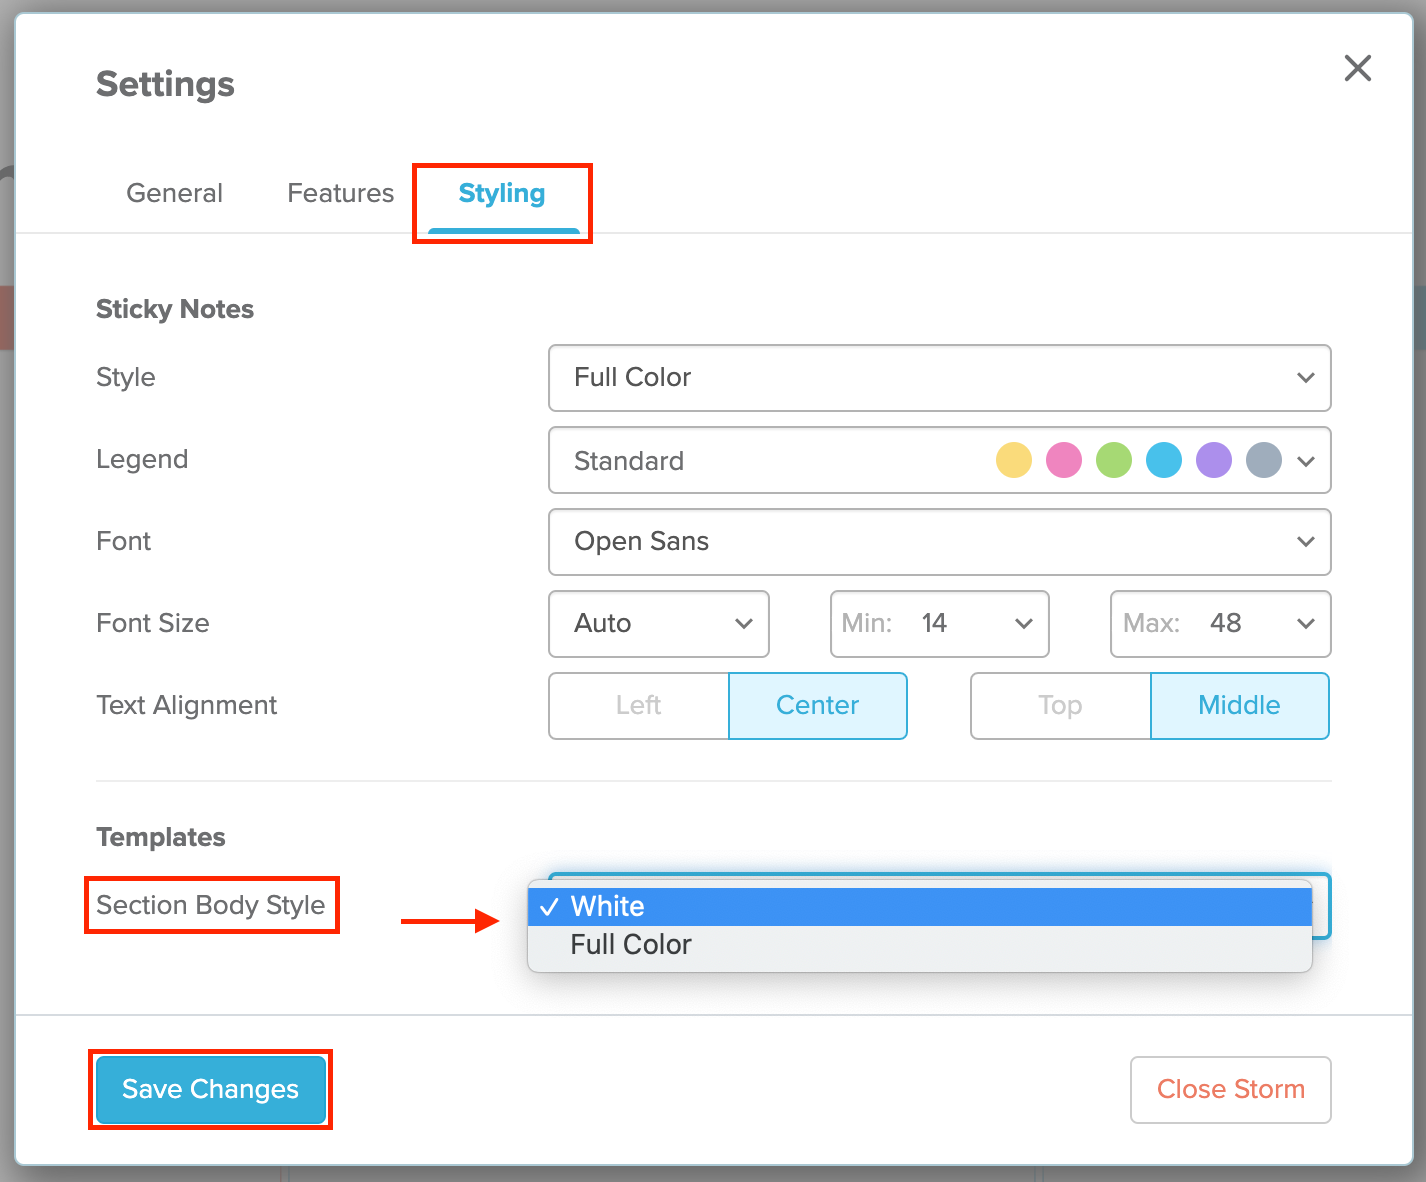 Settings
General Features Styling
Sticky Notes
Style Full Color
Legend Standard
Font Open Sans
Font Size Auto Min: 14 Max: 48
Text Alignment Left Center Top Middle
Templates
Section Body Style ✓ White
Full Color
Save Changes Close Storm